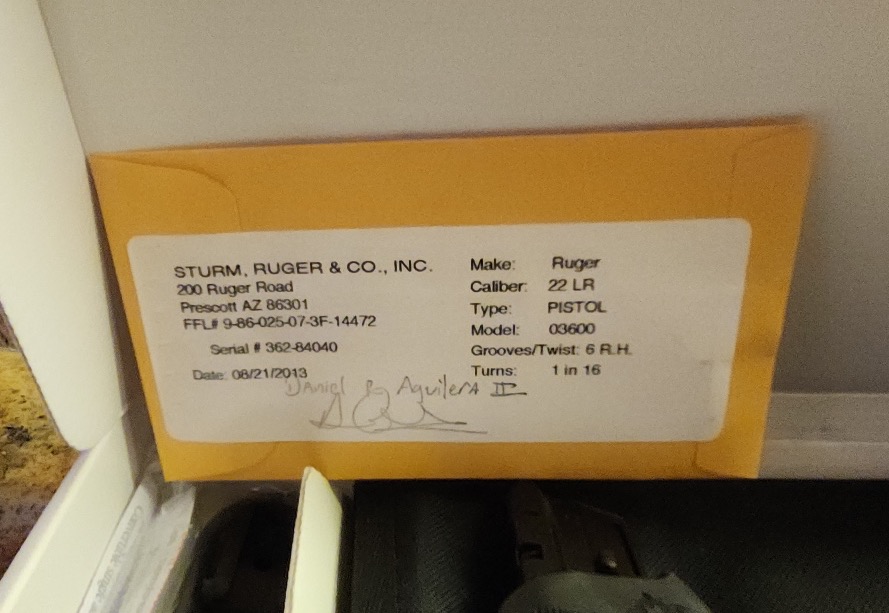 STURM, RUGER & CO., INC.
200 Ruger Road
Prescott AZ 86301
FFL# 9-86-025-07-3F-14472
Serial # 362-84040
Date: 08/21/2013
Make: Ruger
Caliber: 22 LR
Type: PISTOL
Model: 03600
Grooves/Twist: 6 R.H.
Turns: 1 in 16
Daniel Aguilera II